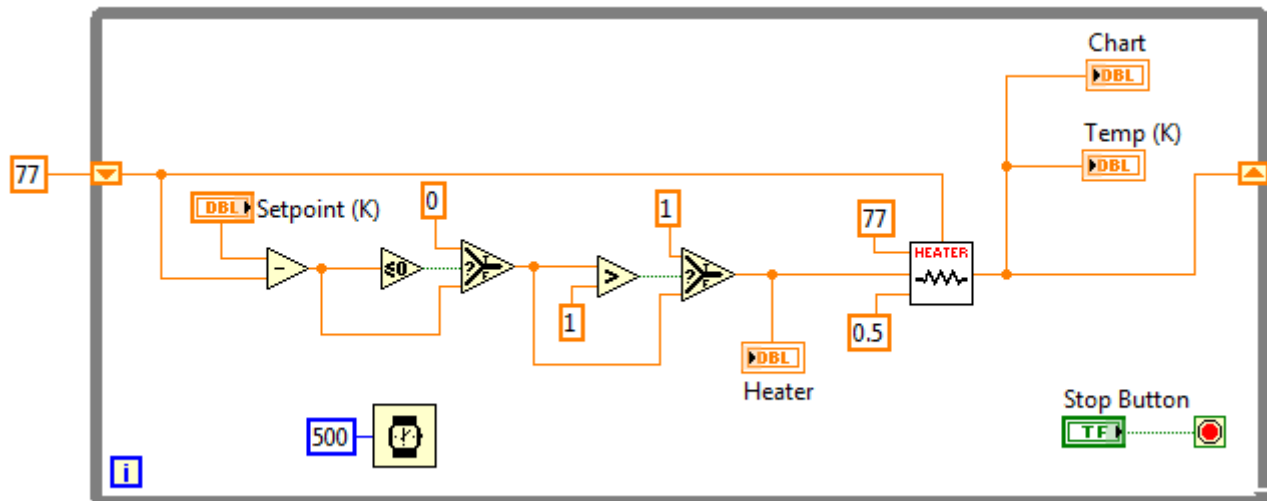 Chart
DBL
Temp (K)
DBL
77
DBL Setpoint (K)
0
1
77
HEATER
- ≤0 ? T F > ? T F
1
0.5
DBL
Heater
500
Stop Button
TF
i